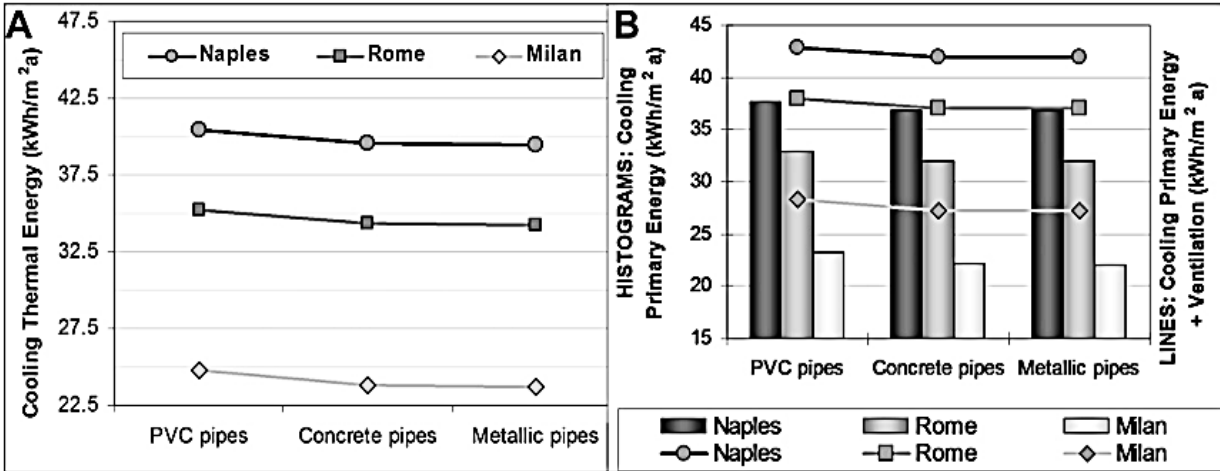 A
Cooling Thermal Energy (kWh/m²a)
47.5
42.5
37.5
32.5
27.5
22.5
Naples Rome Milan
PVC pipes Concrete pipes Metallic pipes
B
HISTOGRAMS: Cooling
Primary Energy (kWh/m² a)
45
40
35
30
25
20
15
PVC pipes Concrete pipes Metallic pipes
LINES: Cooling Primary Energy
+ Ventilation (kWh/m² a)
Naples Rome Milan
Naples Rome Milan